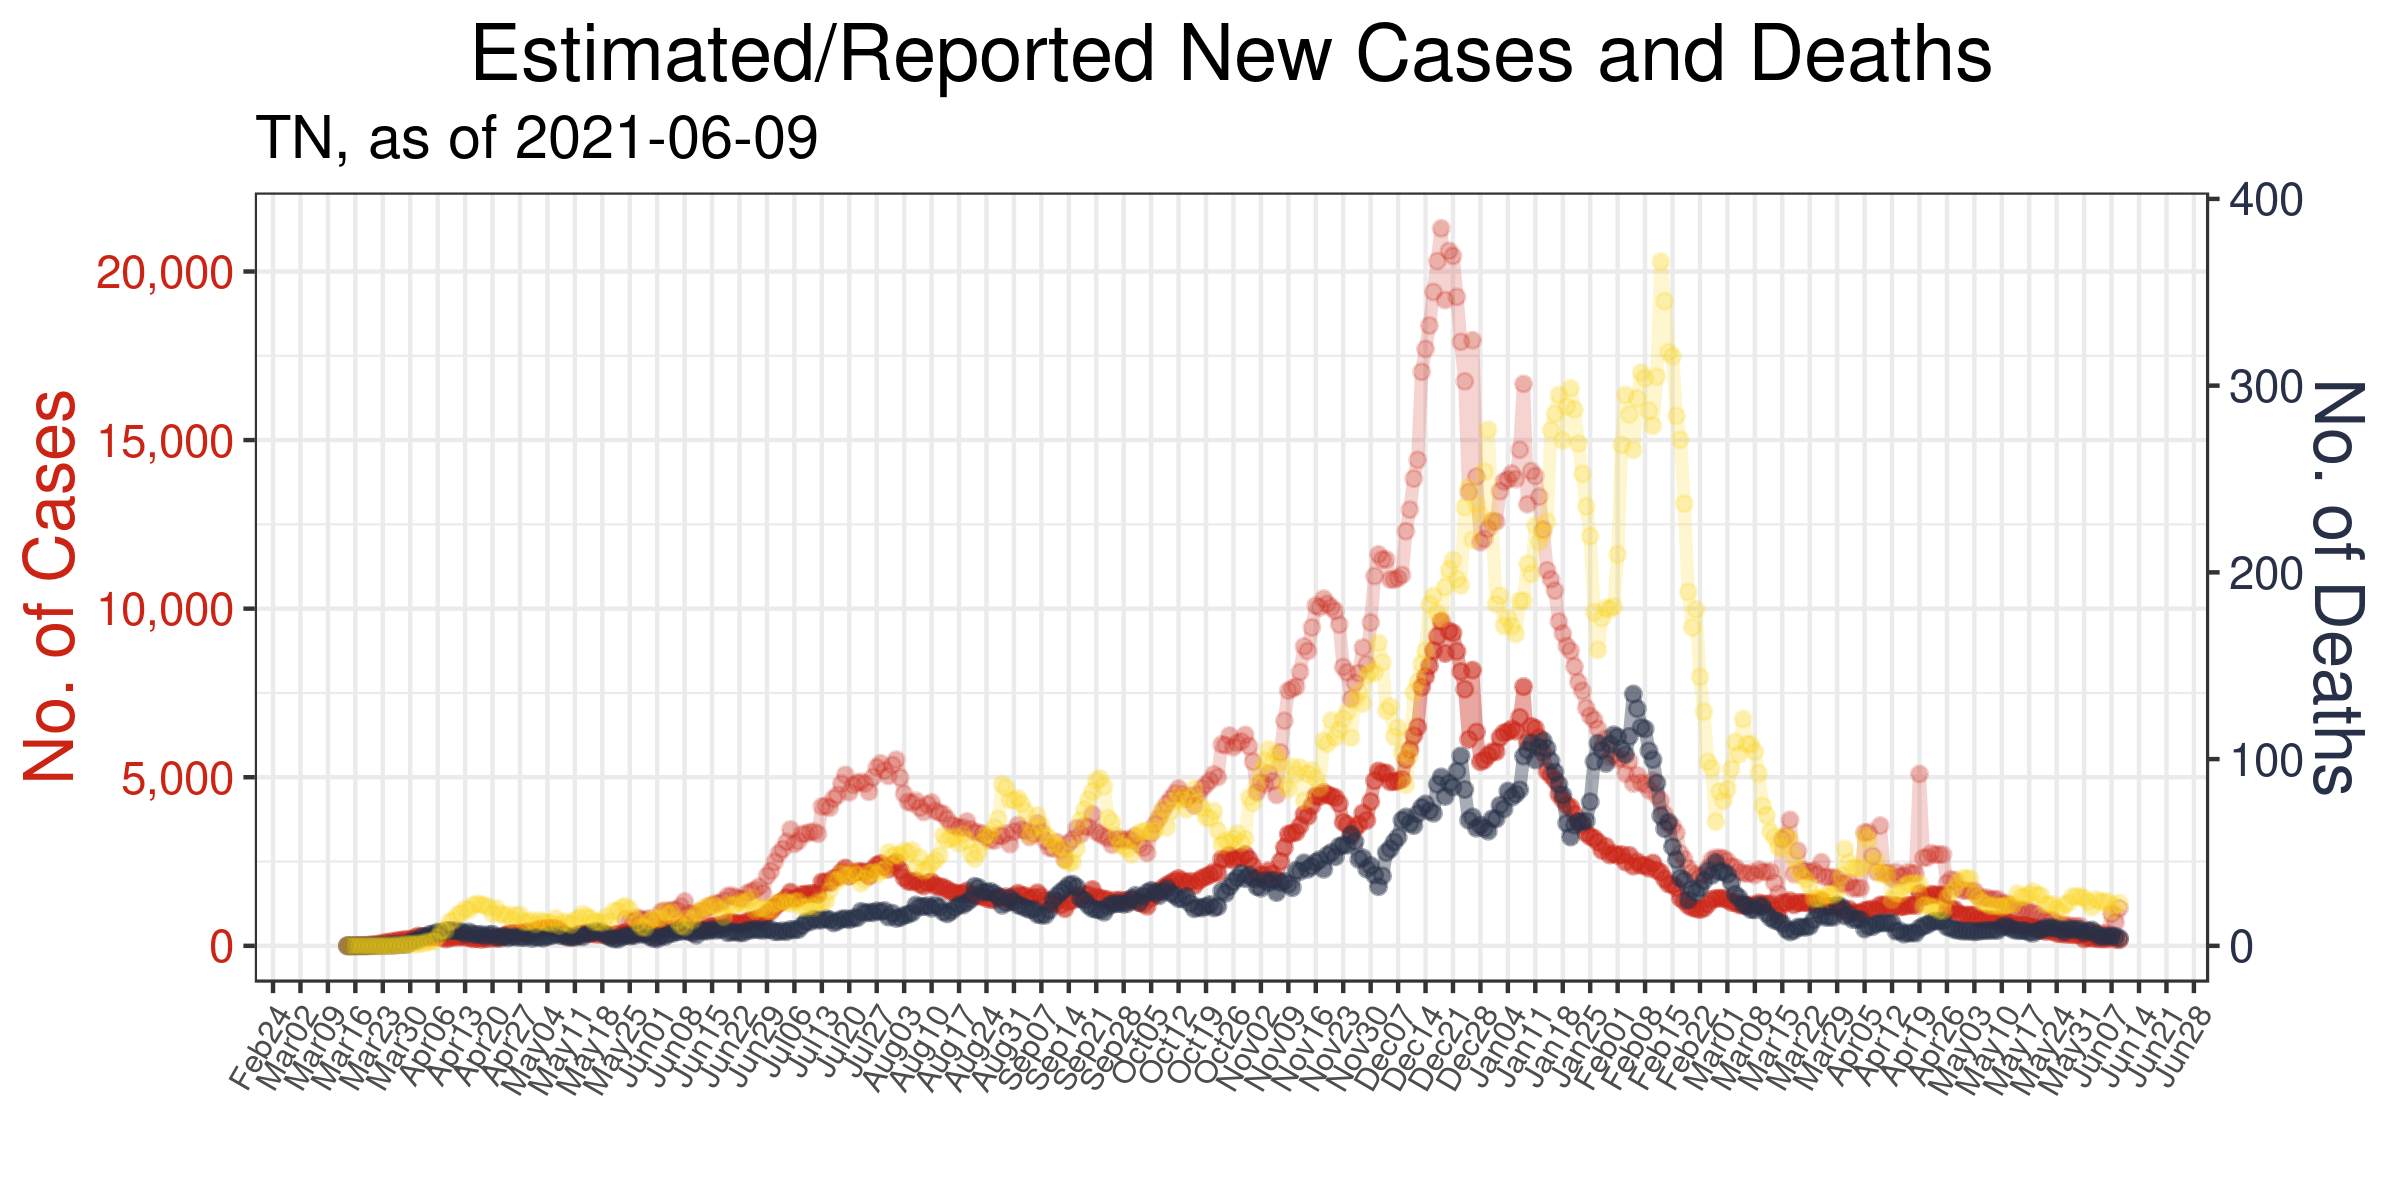 Estimated/Reported New Cases and Deaths
TN, as of 2021-06-09
No. of Cases
20,000
15,000
10,000
5,000
0
400
300
200
100
0
No. of Deaths
Feb24 Mar02 Mar09 Mar16 Mar23 Mar30 Apr06 Apr13 Apr20 Apr27 May04 May11 May18 May25 Jun01 Jun08 Jun15 Jun22 Jun29 Jul06 Jul13 Jul20 Jul27 Aug03 Aug10 Aug17 Aug24 Aug31 Sep07 Sep14 Sep21 Sep28 Oct05 Oct12 Oct19 Oct26 Nov02 Nov09 Nov16 Nov23 Nov30 Dec07 Dec14 Dec21 Dec28 Jan04 Jan11 Jan18 Jan25 Feb01 Feb08 Feb15 Feb22 Mar01 Mar08 Mar15 Mar22 Mar29 Apr05 Apr12 Apr19 Apr26 May03 May10 May17 May24 May31 Jun07 Jun14 Jun21 Jun28